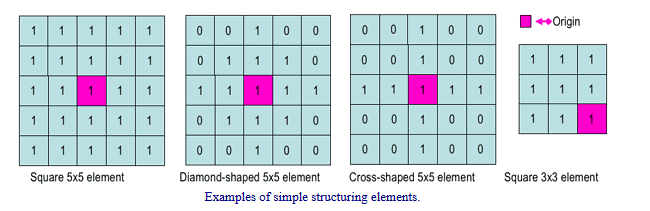 1 1 1 1 1
1 1 1 1 1
1 1 1 1 1
1 1 1 1 1
1 1 1 1 1
Square 5x5 element
0 0 1 0 0
0 1 1 1 0
1 1 1 1 1
0 1 1 1 0
0 0 1 0 0
Diamond-shaped 5x5 element
0 0 1 0 0
0 0 1 0 0
1 1 1 1 1
0 0 1 0 0
0 0 1 0 0
Cross-shaped 5x5 element
Origin
1 1 1
1 1 1
1 1 1
Square 3x3 element
Examples of simple structuring elements.